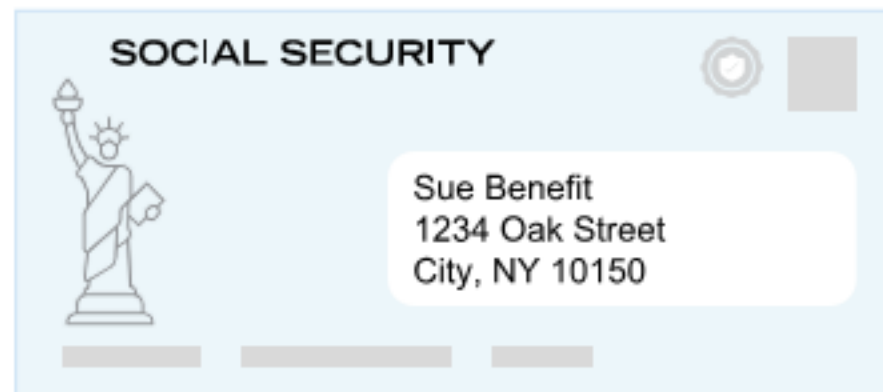 SOCIAL SECURITY
Sue Benefit
1234 Oak Street
City, NY 10150